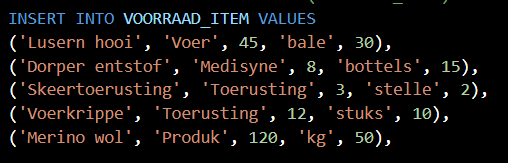 INSERT INTO VOORRAAD_ITEM VALUES
('Lusern hooi', 'Voer', 45, 'bale', 30),
('Dorper entstof', 'Medisyne', 8, 'bottels', 15),
('Skeertoerusting', 'Toerusting', 3, 'stelle', 2),
('Voerkrippe', 'Toerusting', 12, 'stuks', 10),
('Merino wol', 'Produk', 120, 'kg', 50),